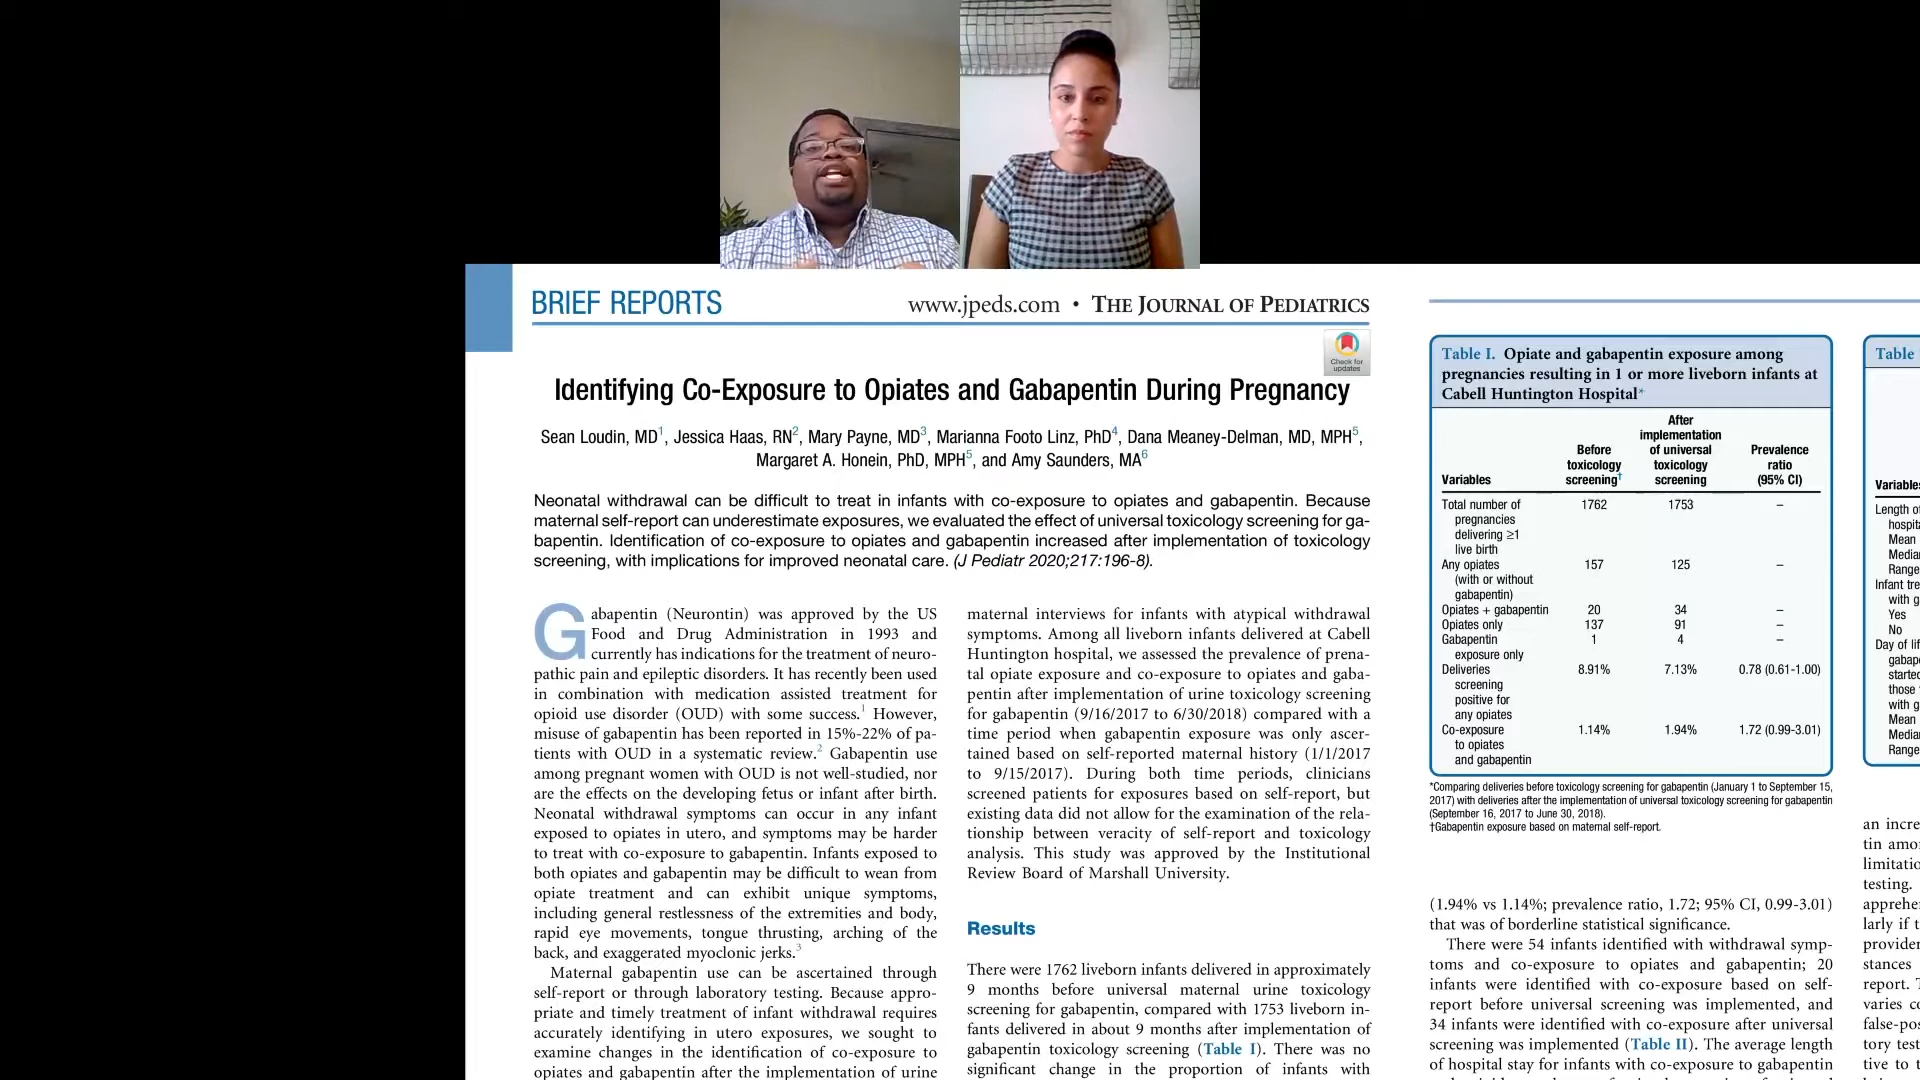 BRIEF REPORTS
www.jpeds.com • THE JOURNAL OF PEDIATRICS
Check for
updates
Identifying Co-Exposure to Opiates and Gabapentin During Pregnancy
Sean Loudin, MD1, Jessica Haas, RN2, Mary Payne, MD3, Marianna Footo Linz, PhD4, Dana Meaney-Delman, MD, MPH5,
Margaret A. Honein, PhD, MPH5, and Amy Saunders, MA6
Neonatal withdrawal can be difficult to treat in infants with co-exposure to opiates and gabapentin. Because
maternal self-report can underestimate exposures, we evaluated the effect of universal toxicology screening for ga-
bapentin. Identification of co-exposure to opiates and gabapentin increased after implementation of toxicology
screening, with implications for improved neonatal care. (J Pediatr 2020;217:196-8).
Gabapentin (Neurontin) was approved by the US
Food and Drug Administration in 1993 and
currently has indications for the treatment of neuro-
pathic pain and epileptic disorders. It has recently been used
in combination with medication assisted treatment for
opioid use disorder (OUD) with some success.1 However,
misuse of gabapentin has been reported in 15%-22% of pa-
tients with OUD in a systematic review.2 Gabapentin use
among pregnant women with OUD is not well-studied, nor
are the effects on the developing fetus or infant after birth.
Neonatal withdrawal symptoms can occur in any infant
exposed to opiates in utero, and symptoms may be harder
to treat with co-exposure to gabapentin. Infants exposed to
both opiates and gabapentin may be difficult to wean from
opiate treatment and can exhibit unique symptoms,
including general restlessness of the extremities and body,
rapid eye movements, tongue thrusting, arching of the
back, and exaggerated myoclonic jerks.3
Maternal gabapentin use can be ascertained through
self-report or through laboratory testing. Because appro-
priate and timely treatment of infant withdrawal requires
accurately identifying in utero exposures, we sought to
examine changes in the identification of co-exposure to
opiates and gabapentin after the implementation of urine
maternal interviews for infants with atypical withdrawal
symptoms. Among all liveborn infants delivered at Cabell
Huntington hospital, we assessed the prevalence of prena-
tal opiate exposure and co-exposure to opiates and gaba-
pentin after implementation of urine toxicology screening
for gabapentin (9/16/2017 to 6/30/2018) compared with a
time period when gabapentin exposure was only ascer-
tained based on self-reported maternal history (1/1/2017
to 9/15/2017). During both time periods, clinicians
screened patients for exposures based on self-report, but
existing data did not allow for the examination of the rela-
tionship between veracity of self-report and toxicology
analysis. This study was approved by the Institutional
Review Board of Marshall University.
Results
There were 1762 liveborn infants delivered in approximately
9 months before universal maternal urine toxicology
screening for gabapentin, compared with 1753 liveborn in-
fants delivered in about 9 months after implementation of
gabapentin toxicology screening (Table I). There was no
significant change in the proportion of infants with
Table I. Opiate and gabapentin exposure among
pregnancies resulting in 1 or more liveborn infants at
Cabell Huntington Hospital*
After
implementation
Before of universal Prevalence
toxicology toxicology ratio
Variables screening† screening (95% CI)
Total number of 1762 1753 –
pregnancies
delivering ≥1
live birth
Any opiates 157 125 –
(with or without
gabapentin)
Opiates + gabapentin 20 34 –
Opiates only 137 91 –
Gabapentin 1 4 –
exposure only
Deliveries 8.91% 7.13% 0.78 (0.61-1.00)
screening
positive for
any opiates
Co-exposure 1.14% 1.94% 1.72 (0.99-3.01)
to opiates
and gabapentin
*Comparing deliveries before toxicology screening for gabapentin (January 1 to September 15,
2017) with deliveries after the implementation of universal toxicology screening for gabapentin
(September 16, 2017 to June 30, 2018).
†Gabapentin exposure based on maternal self-report.
(1.94% vs 1.14%; prevalence ratio, 1.72; 95% CI, 0.99-3.01)
that was of borderline statistical significance.
There were 54 infants identified with withdrawal symp-
toms and co-exposure to opiates and gabapentin; 20
infants were identified with co-exposure based on self-
report before universal screening was implemented, and
34 infants were identified with co-exposure after universal
screening was implemented (Table II). The average length
of hospital stay for infants with co-exposure to gabapentin
Table
Variables
Length of
hospit
Mean
Media
Range
Infant tre
with g
Yes
No
Day of lif
gabap
starte
those
with g
Mean
Media
Range
an incre
tin amo
limitatio
testing.
appreher
larly if t
provider
stances
report. T
varies co
false-pos
tory test
tive to t